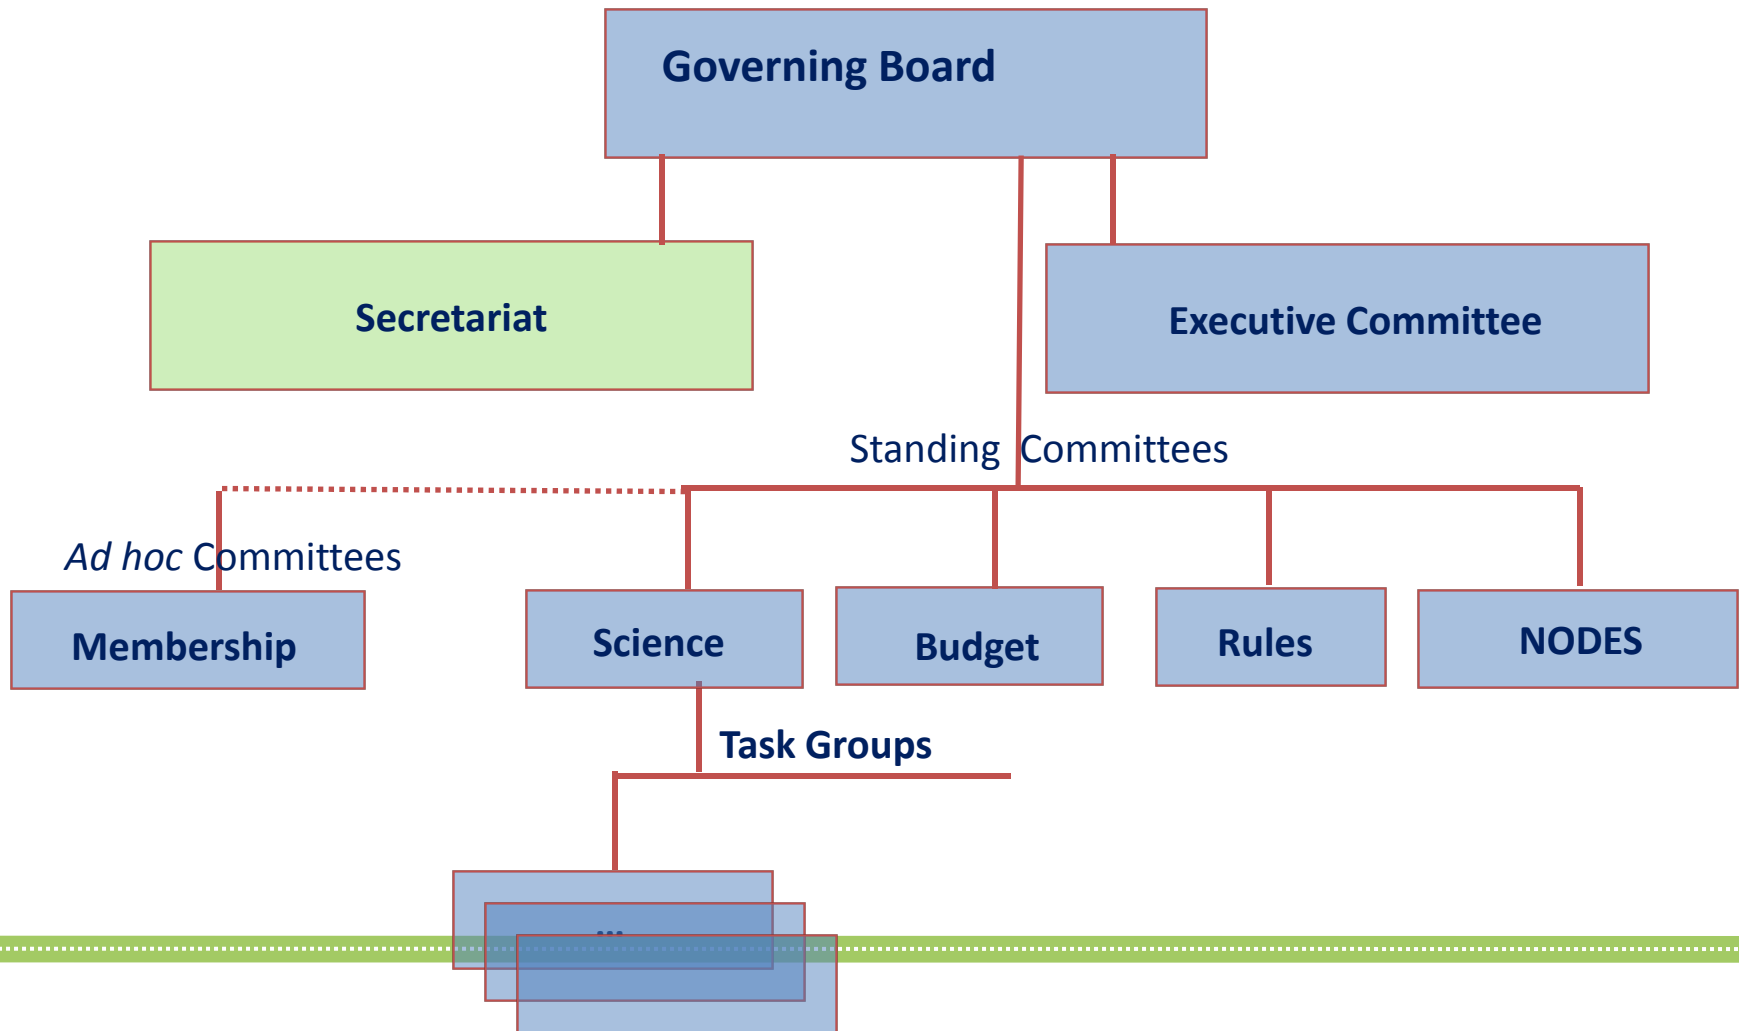 Governing Board
Secretariat
Executive Committee
Standing Committees
Ad hoc Committees
Membership
Science
Budget
Rules
NODES
Task Groups
...